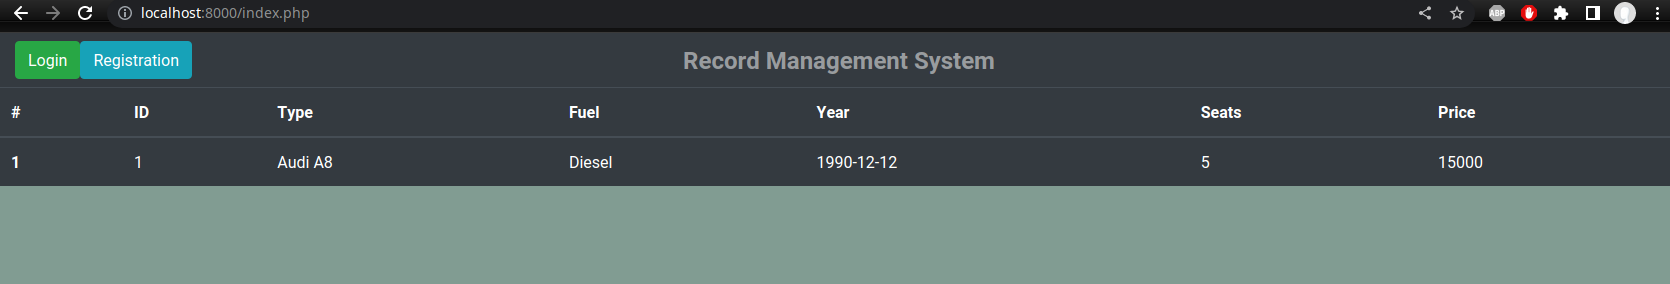 localhost:8000/index.php
ABP
Login Registration Record Management System
# ID Type Fuel Year Seats Price
1 1 Audi A8 Diesel 1990-12-12 5 15000